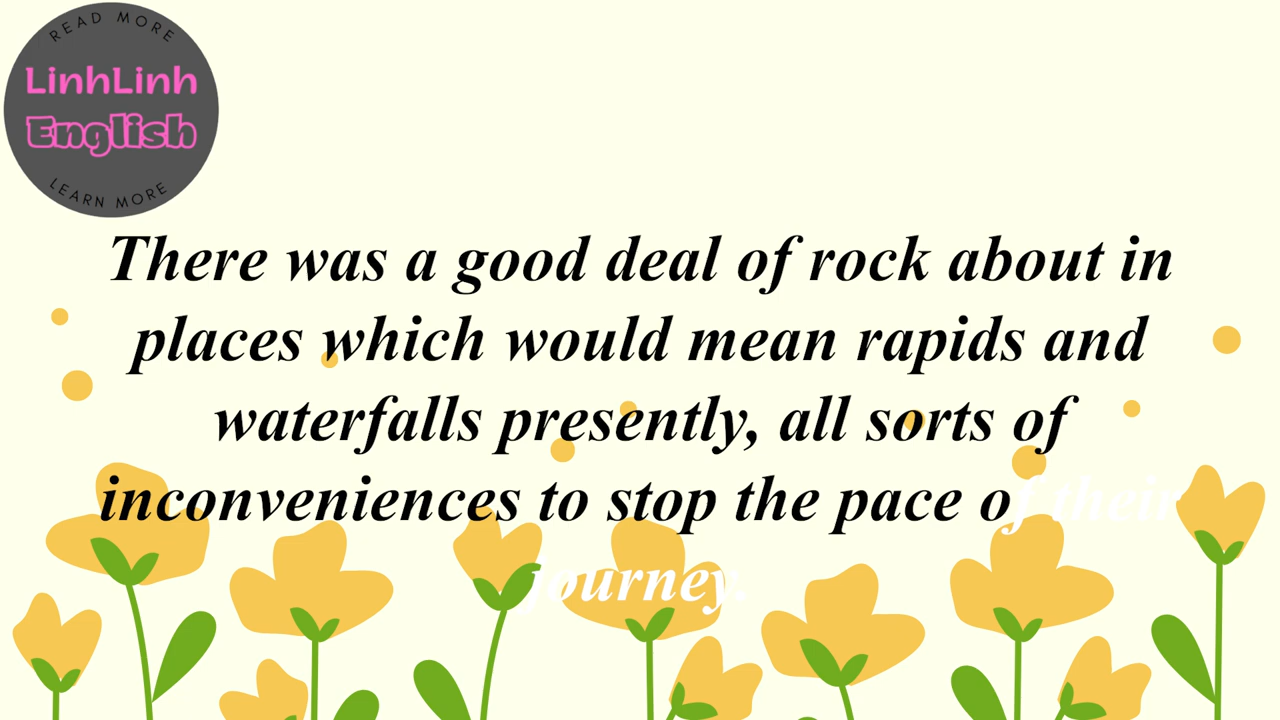 READ MORE
LinhLinh
English
LEARN MORE
There was a good deal of rock about in
places which would mean rapids and
waterfalls presently, all sorts of
inconveniences to stop the pace of their
journey.